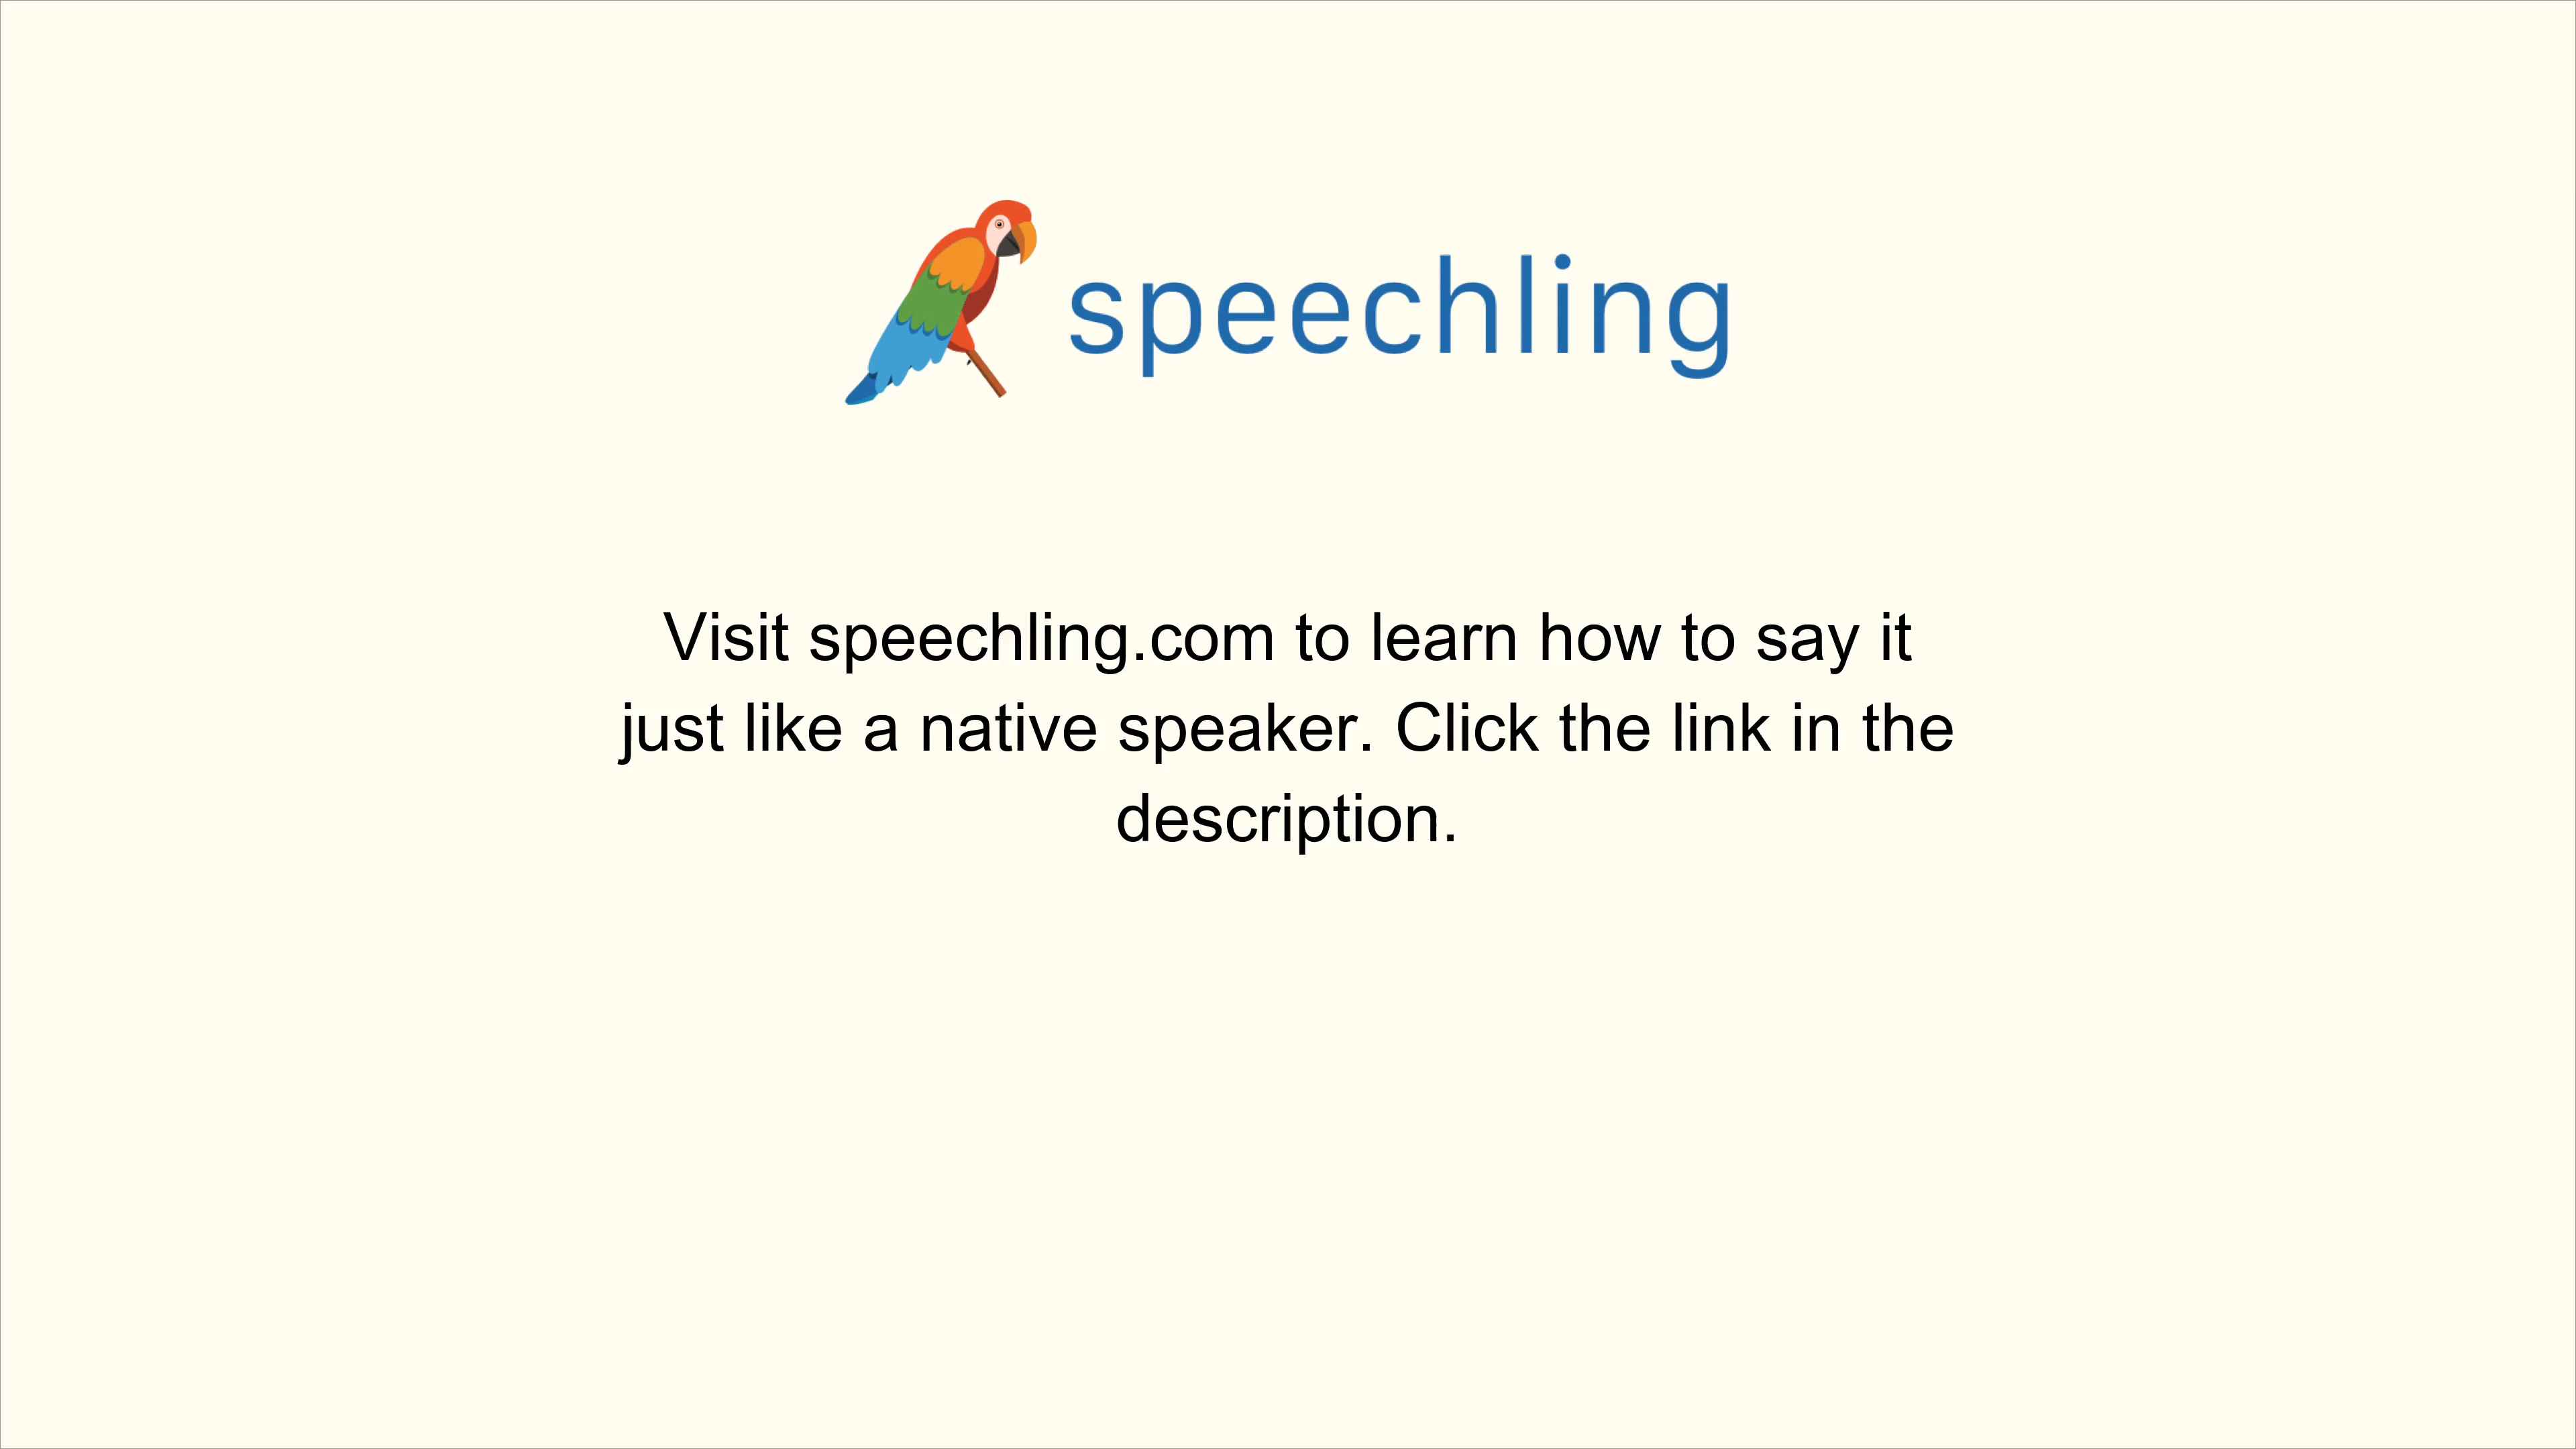 speechling
Visit speechling.com to learn how to say it
just like a native speaker. Click the link in the
description.